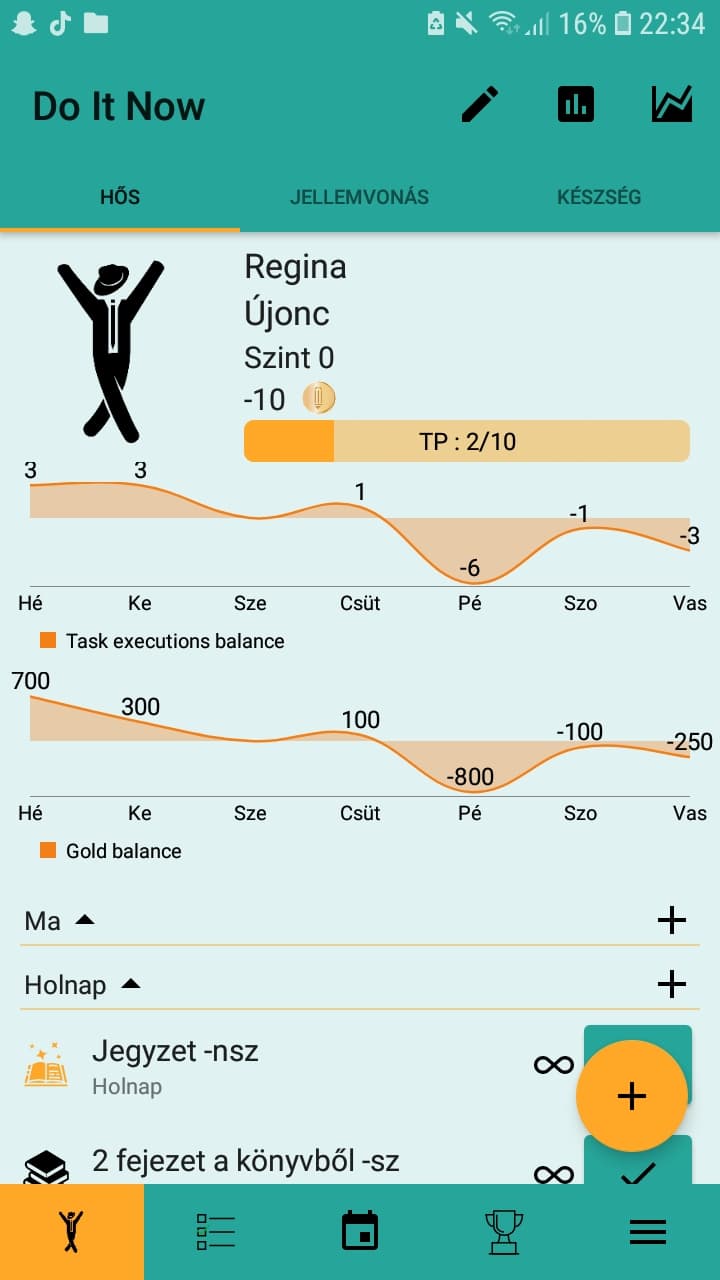 16% 22:34
Do It Now
HŐS JELLEMVONÁS KÉSZSÉG
Regina
Újonc
Szint 0
-10
TP : 2/10
3 3 1 -6 -1 -3
Hé Ke Sze Csüt Pé Szo Vas
Task executions balance
700 300 100 -800 -100 -250
Hé Ke Sze Csüt Pé Szo Vas
Gold balance
Ma
Holnap
Jegyzet -nsz
Holnap
2 fejezet a könyvből -sz